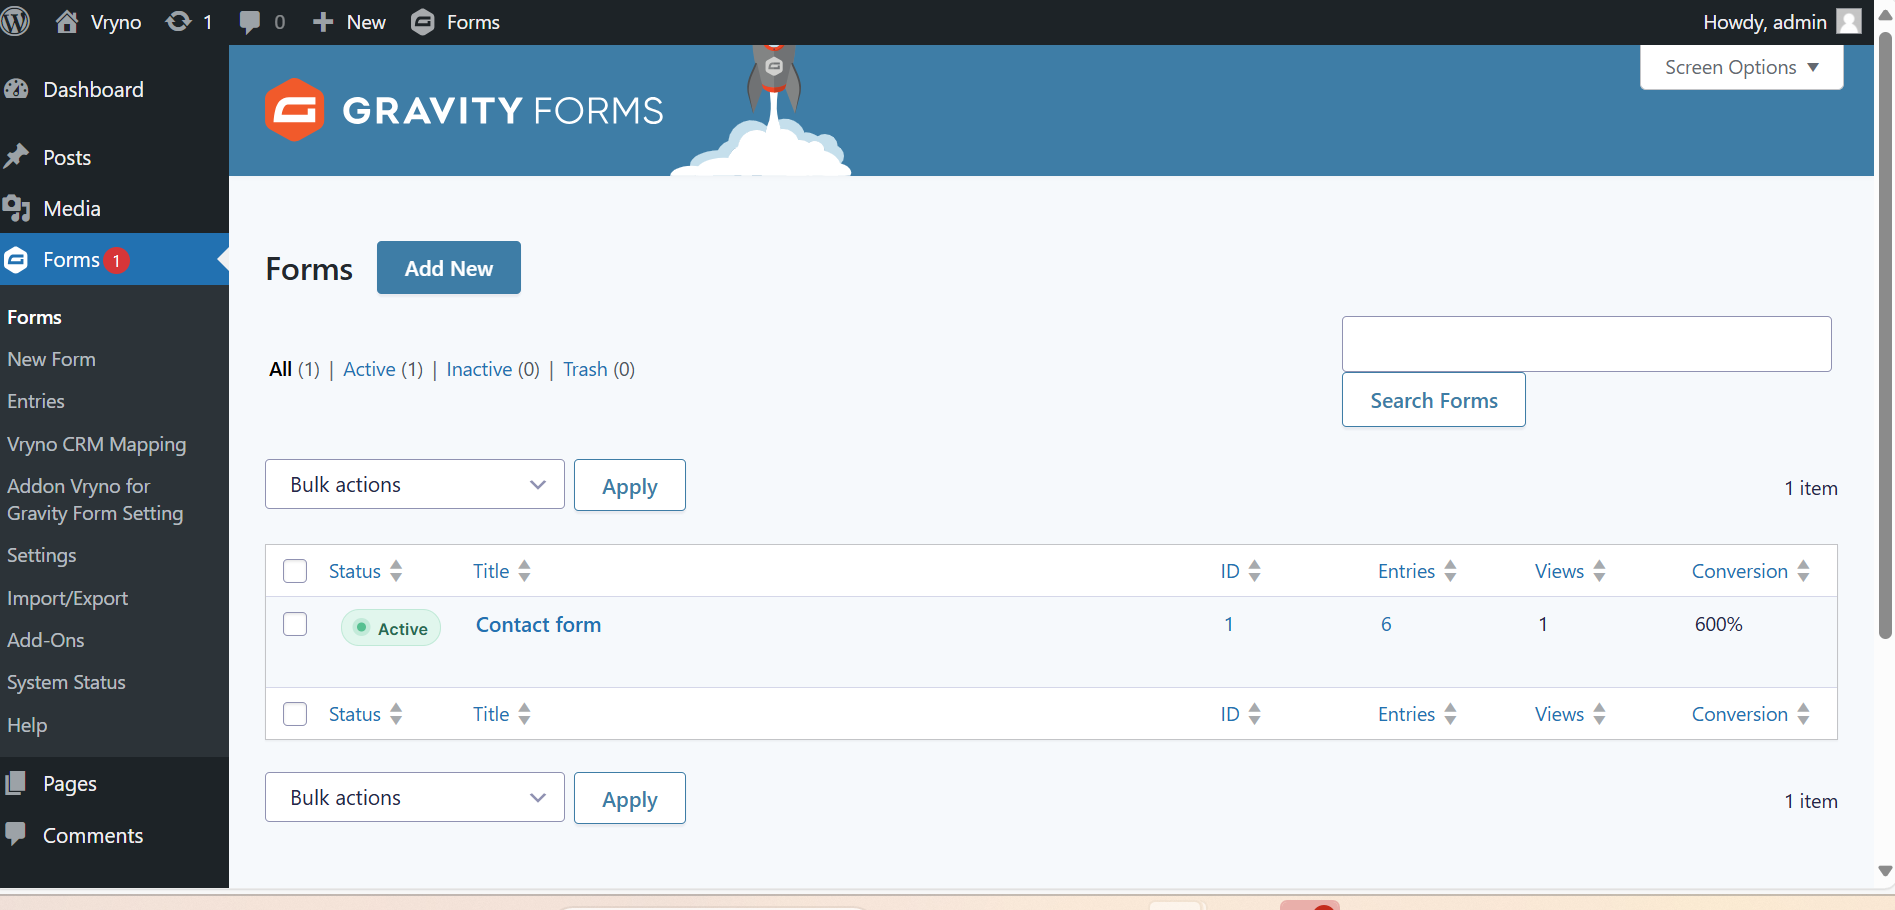 Vryno
1
0
New
Forms
Howdy, admin
Screen Options
Dashboard
Posts
Media
Forms 1
Forms
New Form
Entries
Vryno CRM Mapping
Addon Vryno for
Gravity Form Setting
Settings
Import/Export
Add-Ons
System Status
Help
Pages
Comments
GRAVITY FORMS
Forms
Add New
All (1) | Active (1) | Inactive (0) | Trash (0)
Search Forms
Bulk actions
Apply
1 item
Status Title ID Entries Views Conversion
Active Contact form 1 6 1 600%
Status Title ID Entries Views Conversion
Bulk actions
Apply
1 item